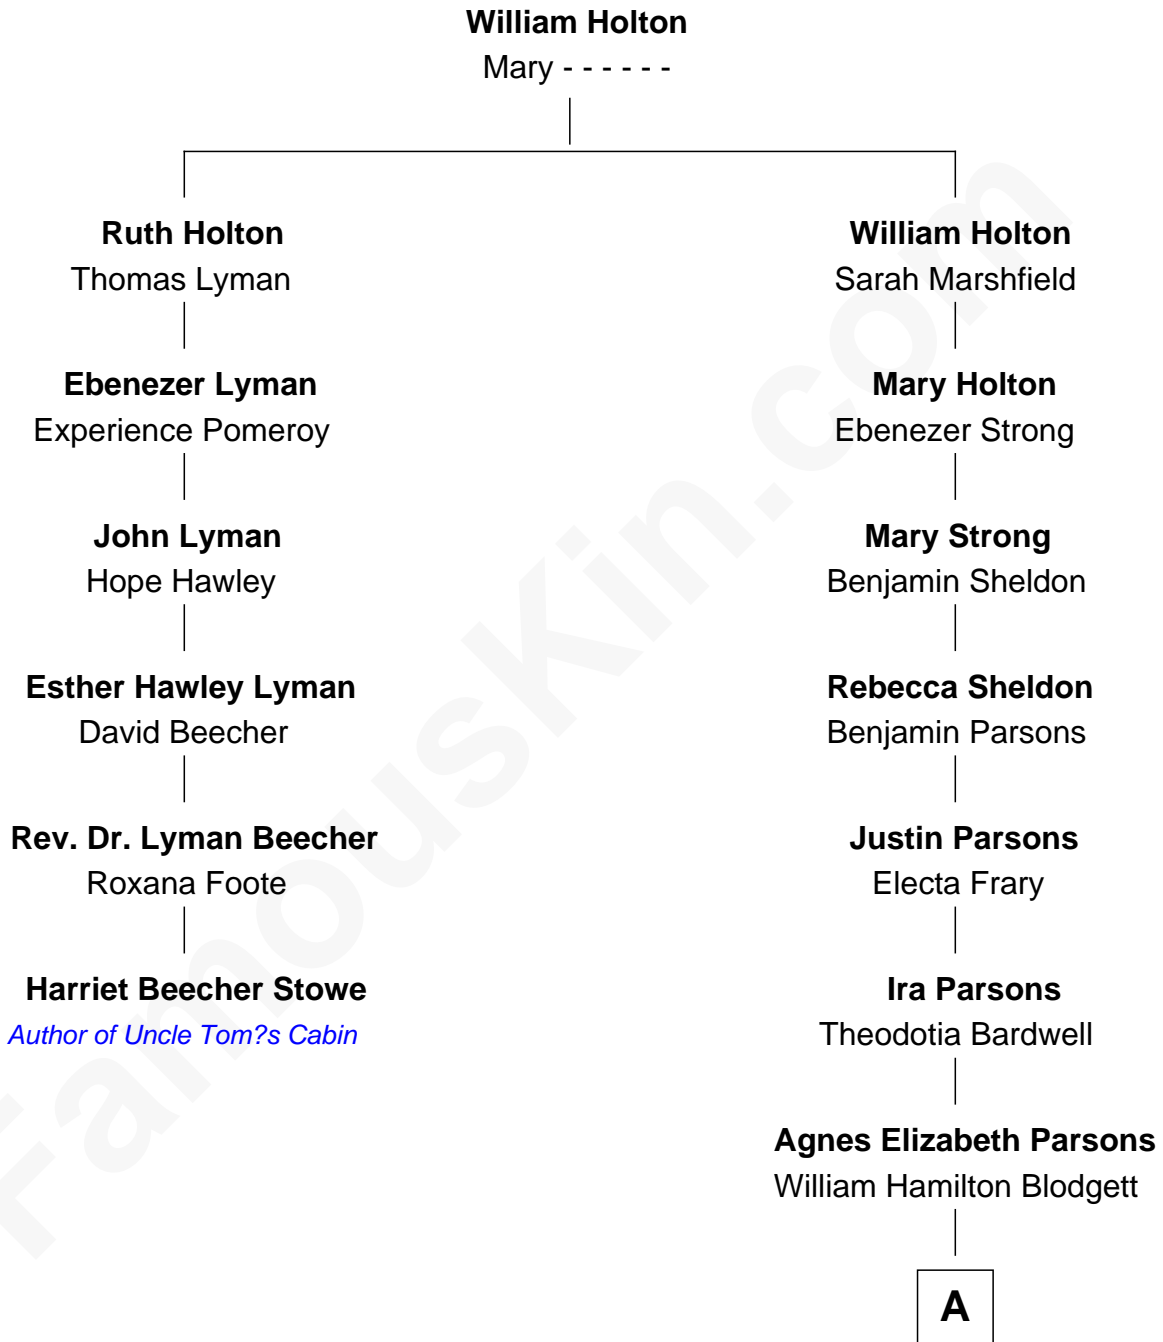 William Holton
Mary - - - - - -
Ruth Holton
Thomas Lyman
William Holton
Sarah Marshfield
Ebenezer Lyman
Experience Pomeroy
Mary Holton
Ebenezer Strong
John Lyman
Hope Hawley
Mary Strong
Benjamin Sheldon
Esther Hawley Lyman
David Beecher
Rebecca Sheldon
Benjamin Parsons
Rev. Dr. Lyman Beecher
Roxana Foote
Justin Parsons
Electa Frary
Harriet Beecher Stowe
Author of Uncle Tom?s Cabin
Ira Parsons
Theodotia Bardwell
Agnes Elizabeth Parsons
William Hamilton Blodgett
A
FamousKin.com